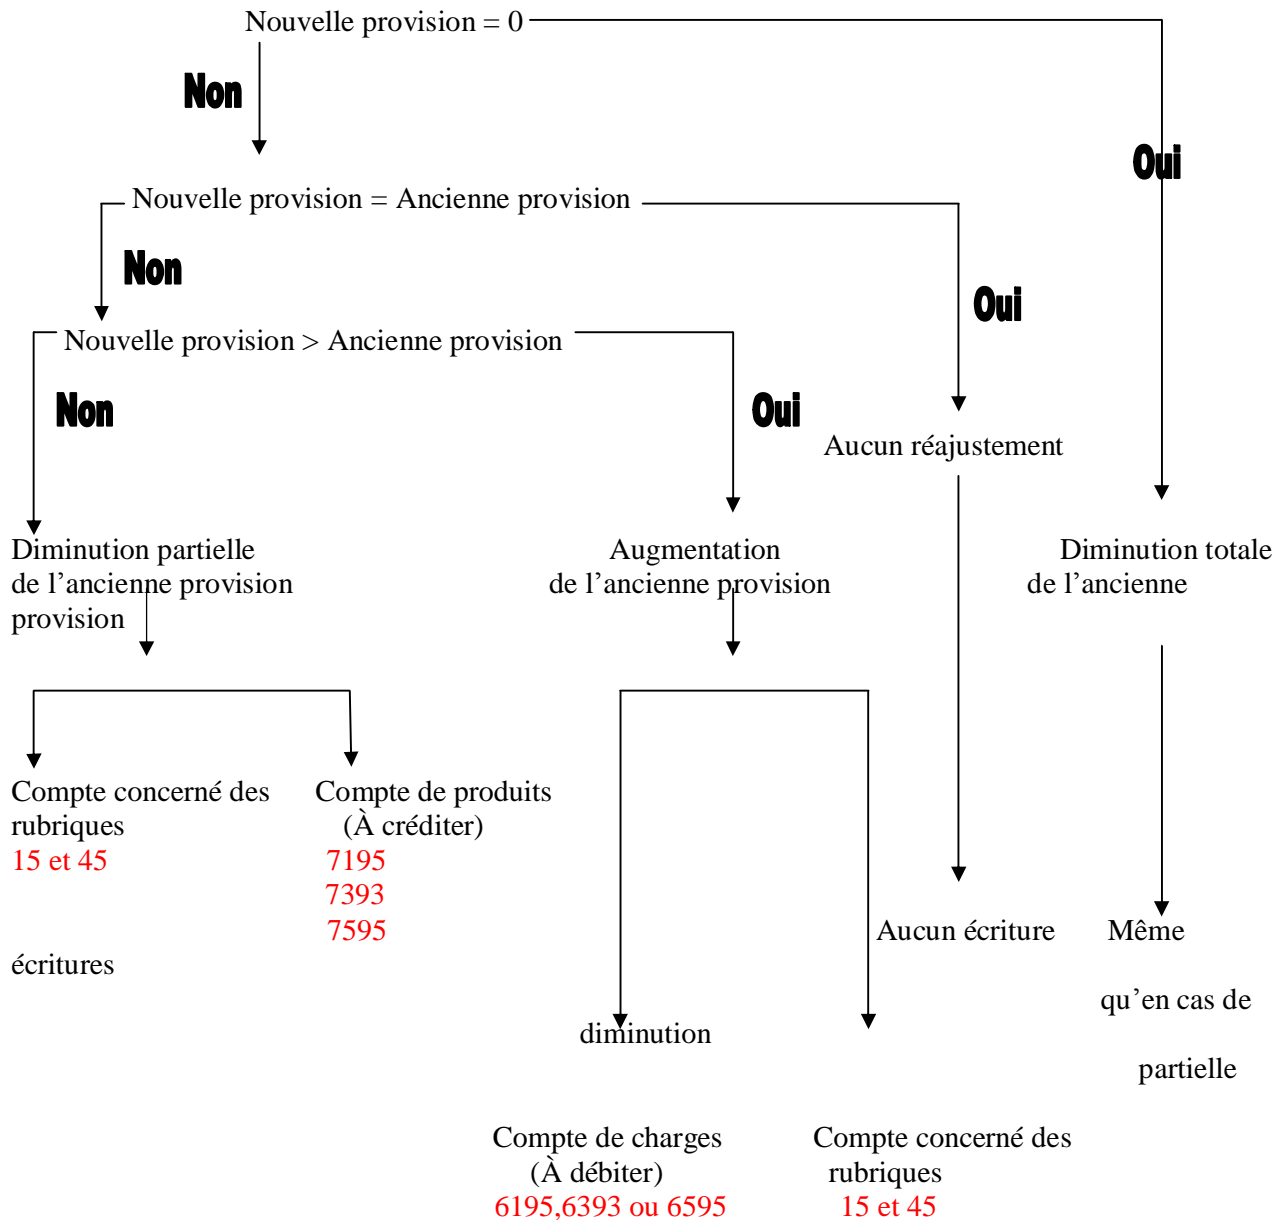 Nouvelle provision = 0
Non
Oui
Nouvelle provision = Ancienne provision
Non
Oui
Nouvelle provision > Ancienne provision
Non
Oui
Aucun réajustement
Diminution partielle Augmentation Diminution totale
de l’ancienne provision de l’ancienne provision de l’ancienne
provision
Compte concerné des Compte de produits
rubriques (À créditer)
15 et 45 7195
7393
7595
Aucun écriture Même
écritures
qu’en cas de
diminution
partielle
Compte de charges Compte concerné des
(À débiter) rubriques
6195,6393 ou 6595 15 et 45